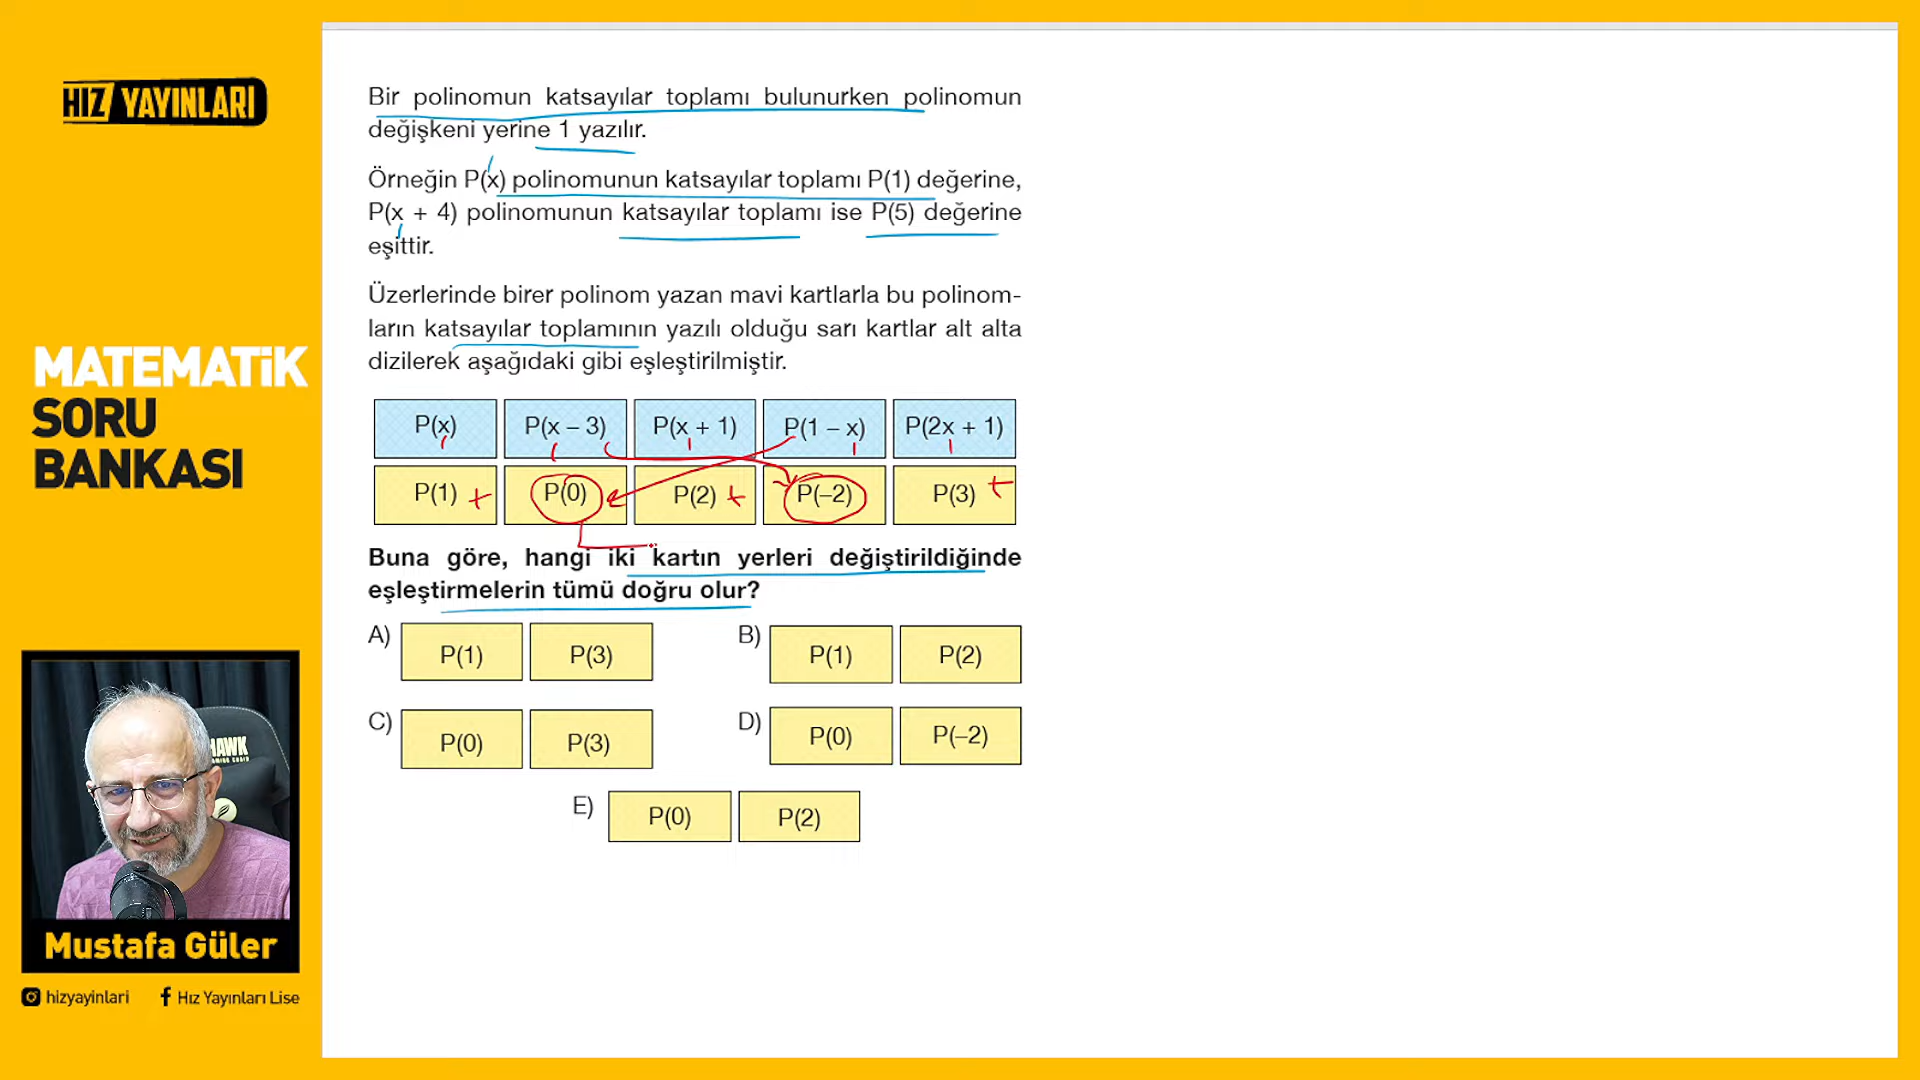 HIZ YAYINLARI
MATEMATİK
SORU
BANKASI
Mustafa Güler
hizyayinlari
Hız Yayınları Lise
HAWK
Bir polinomun katsayılar toplamı bulunurken polinomun
değişkeni yerine 1 yazılır.
Örneğin P(x) polinomunun katsayılar toplamı P(1) değerine,
P(x + 4) polinomunun katsayılar toplamı ise P(5) değerine
eşittir.
Üzerlerinde birer polinom yazan mavi kartlarla bu polinom-
ların katsayılar toplamının yazılı olduğu sarı kartlar alt alta
dizilerek aşağıdaki gibi eşleştirilmiştir.
P(x) P(x – 3) P(x + 1) P(1 – x) P(2x + 1)
P(1) + P(0) P(2) + P(–2) P(3) +
Buna göre, hangi iki kartın yerleri değiştirildiğinde
eşleştirmelerin tümü doğru olur?
A) P(1) P(3) B) P(1) P(2)
C) P(0) P(3) D) P(0) P(–2)
E) P(0) P(2)